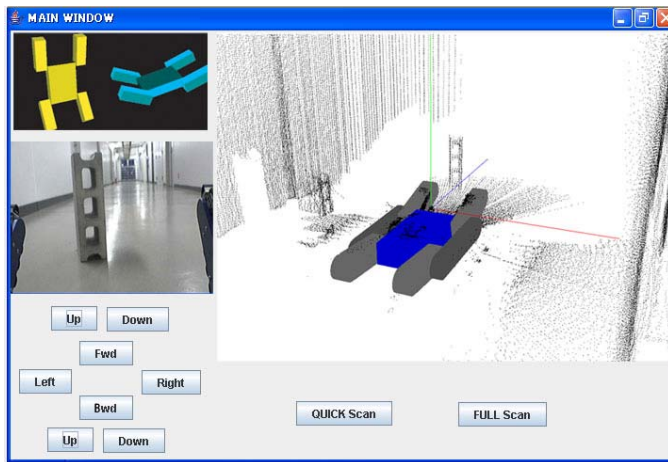 MAIN WINDOW
Up Down
Fwd
Left Right
Bwd
Up Down
QUICK Scan FULL Scan